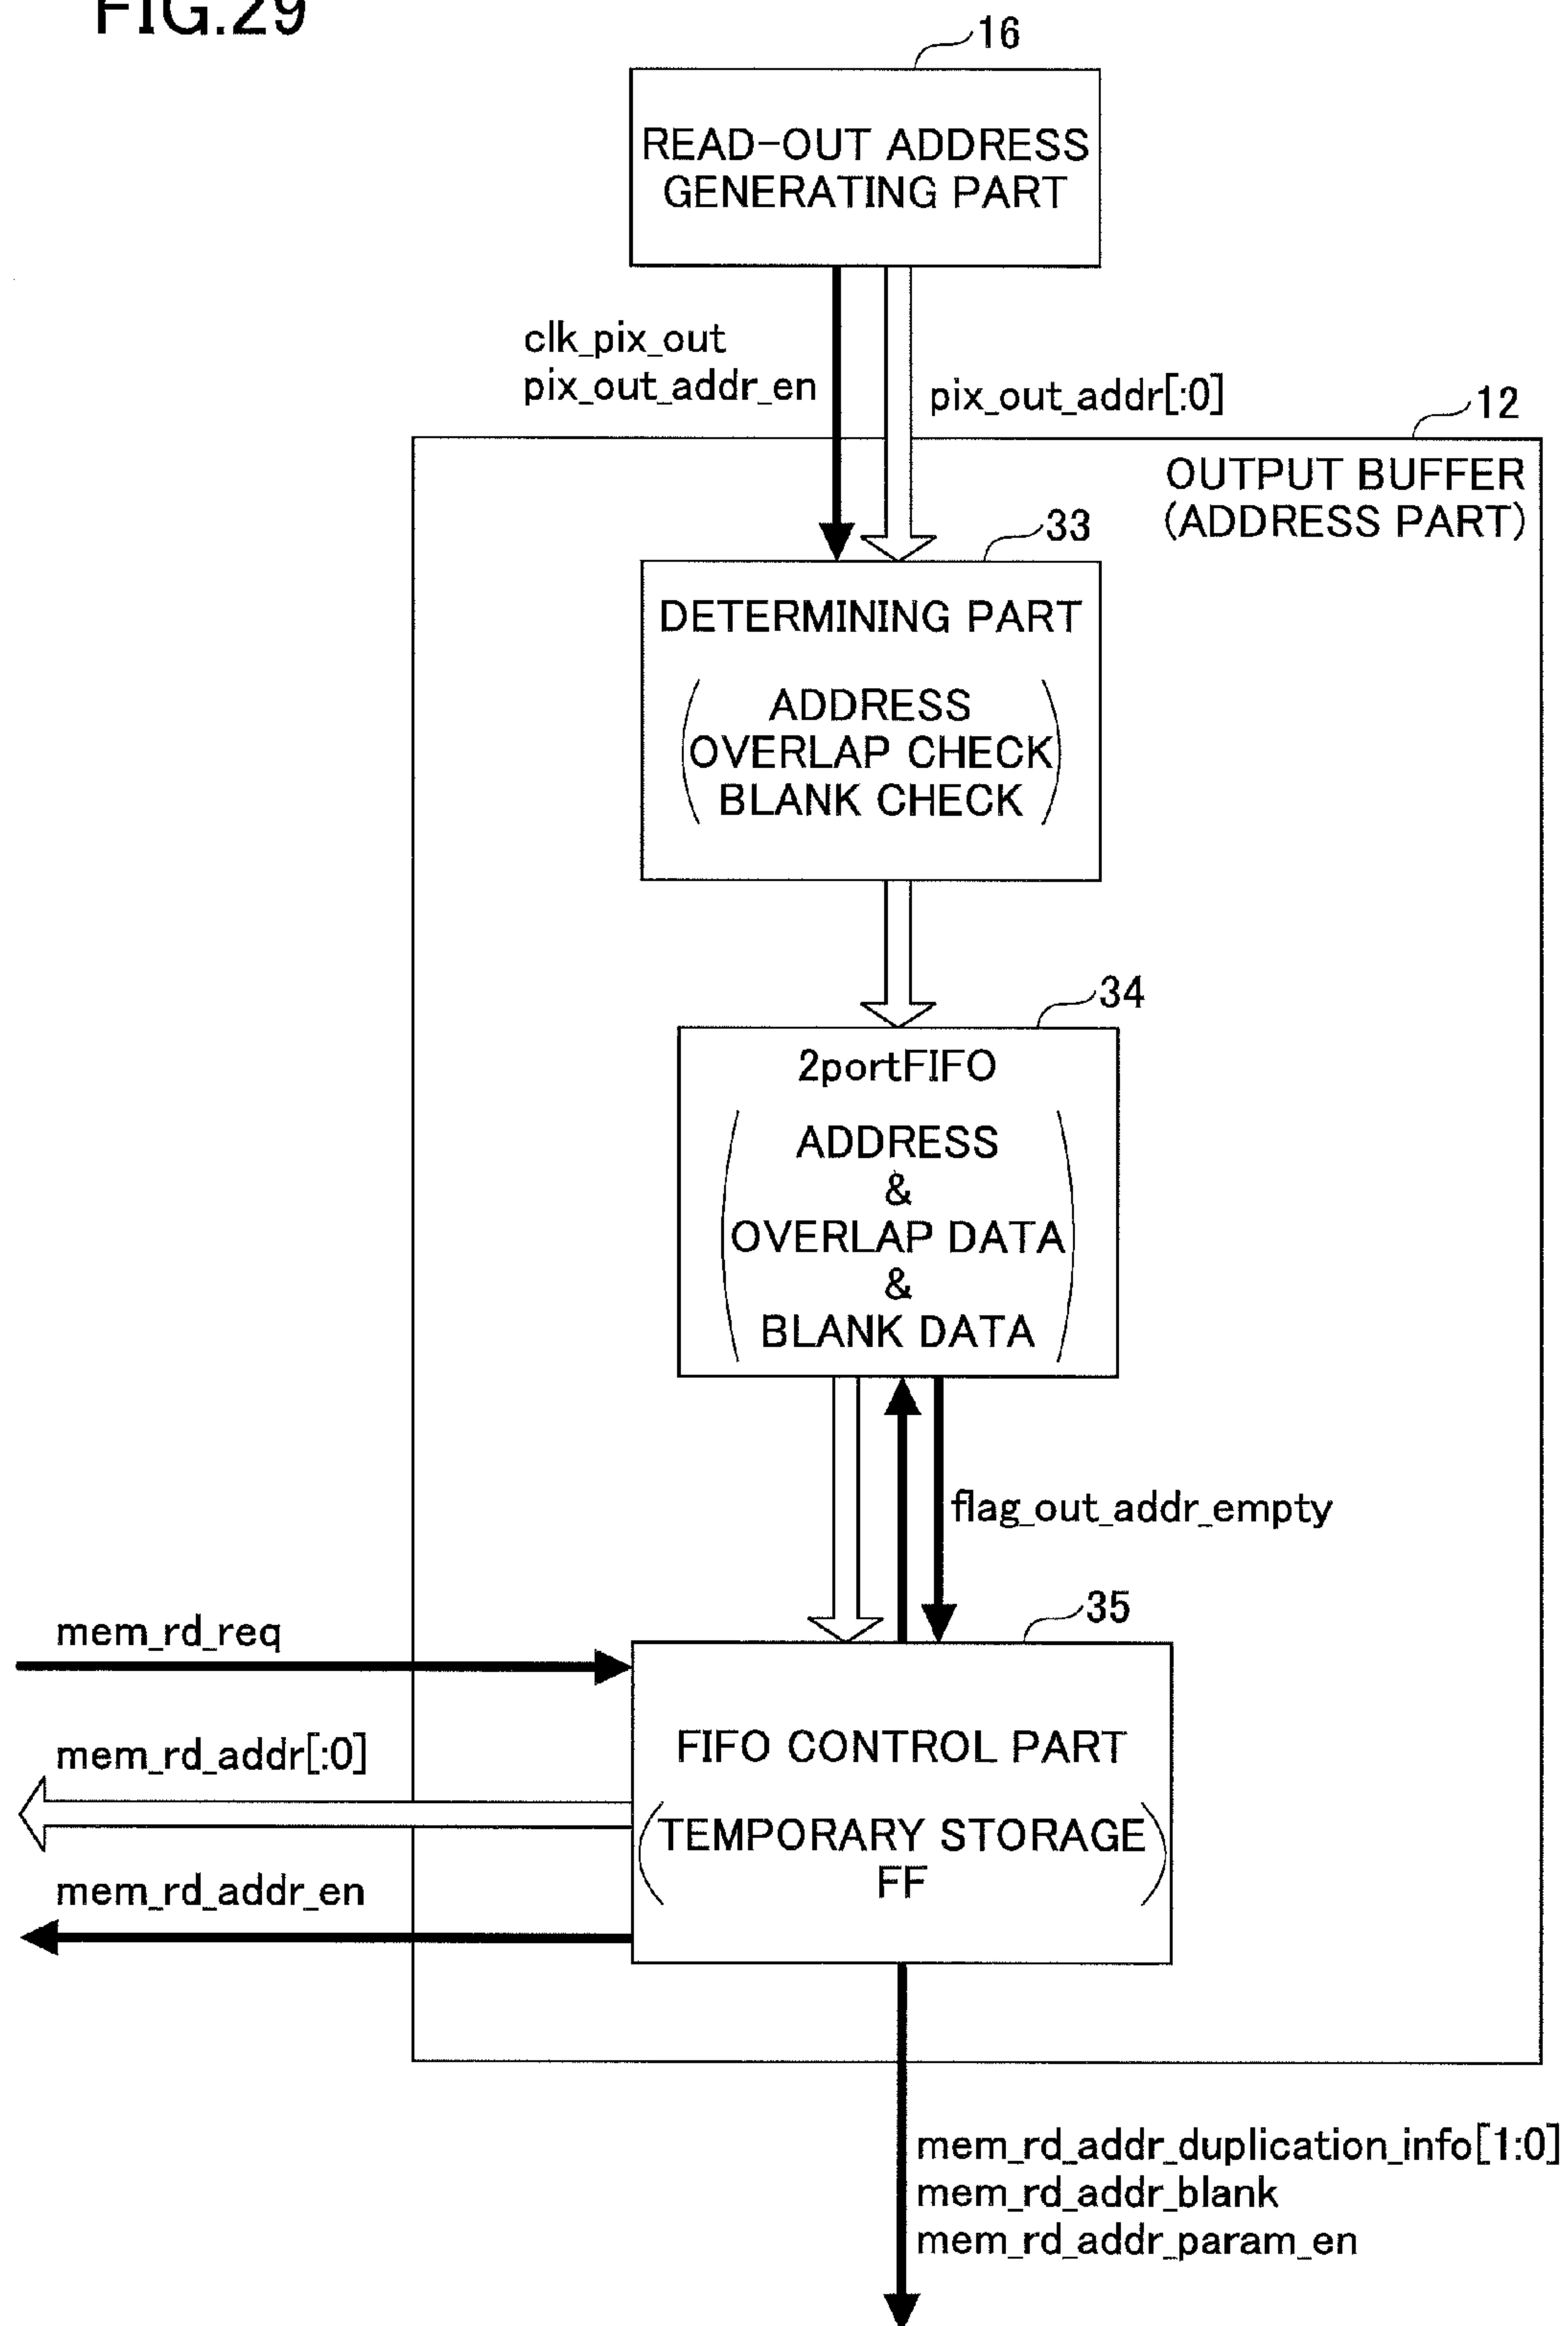 FIG.29
16
READ-OUT ADDRESS
GENERATING PART
clk_pix_out
pix_out_addr_en
pix_out_addr[:0]
12
OUTPUT BUFFER
(ADDRESS PART)
33
DETERMINING PART
ADDRESS
OVERLAP CHECK
BLANK CHECK
34
2portFIFO
ADDRESS
&
OVERLAP DATA
&
BLANK DATA
flag_out_addr_empty
35
mem_rd_req
mem_rd_addr[:0]
mem_rd_addr_en
FIFO CONTROL PART
(TEMPORARY STORAGE
FF)
mem_rd_addr_duplication_info[1:0]
mem_rd_addr_blank
mem_rd_addr_param_en